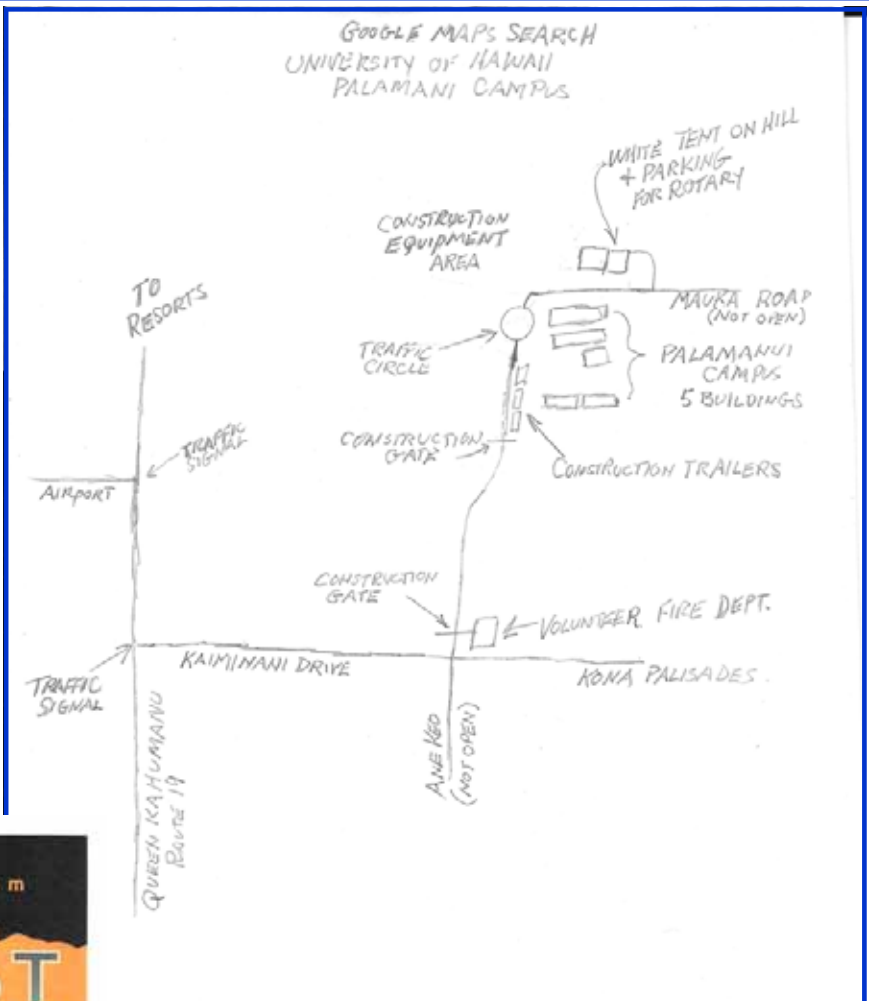 GOOGLE MAPS SEARCH
UNIVERSITY OF HAWAII
PALAMANI CAMPUS
WHITE TENT ON HILL
+ PARKING
FOR ROTARY
CONSTRUCTION
EQUIPMENT
AREA
TO
RESORTS
MAUKA ROAD
(NOT OPEN)
TRAFFIC
CIRCLE
PALAMANUI
CAMPUS
5 BUILDINGS
TRAFFIC
SIGNAL
CONSTRUCTION
GATE
CONSTRUCTION TRAILERS
AIRPORT
CONSTRUCTION
GATE
VOLUNTEER FIRE DEPT.
KAIMINANI DRIVE
KONA PALISADES.
TRAFFIC
SIGNAL
ANE KEO
(NOT OPEN)
QUEEN KAHUMANU
ROUTE 19
m
T